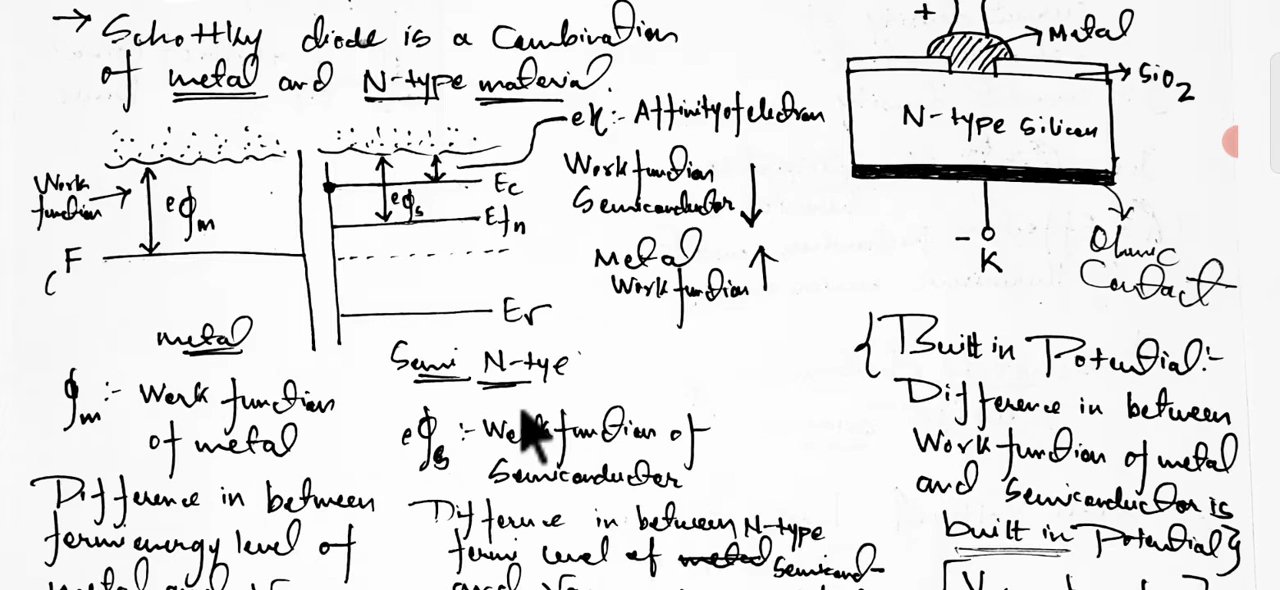 → Schottky diode is a Combination
of metal and N-type material.
eχ :- Affinity of electron
Work function
eϕm
F
eϕs
Ec
Efn
Ev
Work function
Semiconductor ↓
Metal
Work function ↑
metal
Semi N-tye
ϕm :- Work function
of metal
eϕs :- Work function of
Semiconductor
Difference in between
fermi energy level of
Difference in between N-type
fermi level of semicond-
+
→ Metal
→ SiO2
N-type silicon
-
K
Ohmic
Contact
{ Built in Potential :-
Difference in between
Work function of metal
and Semiconductor is
built in Potential }